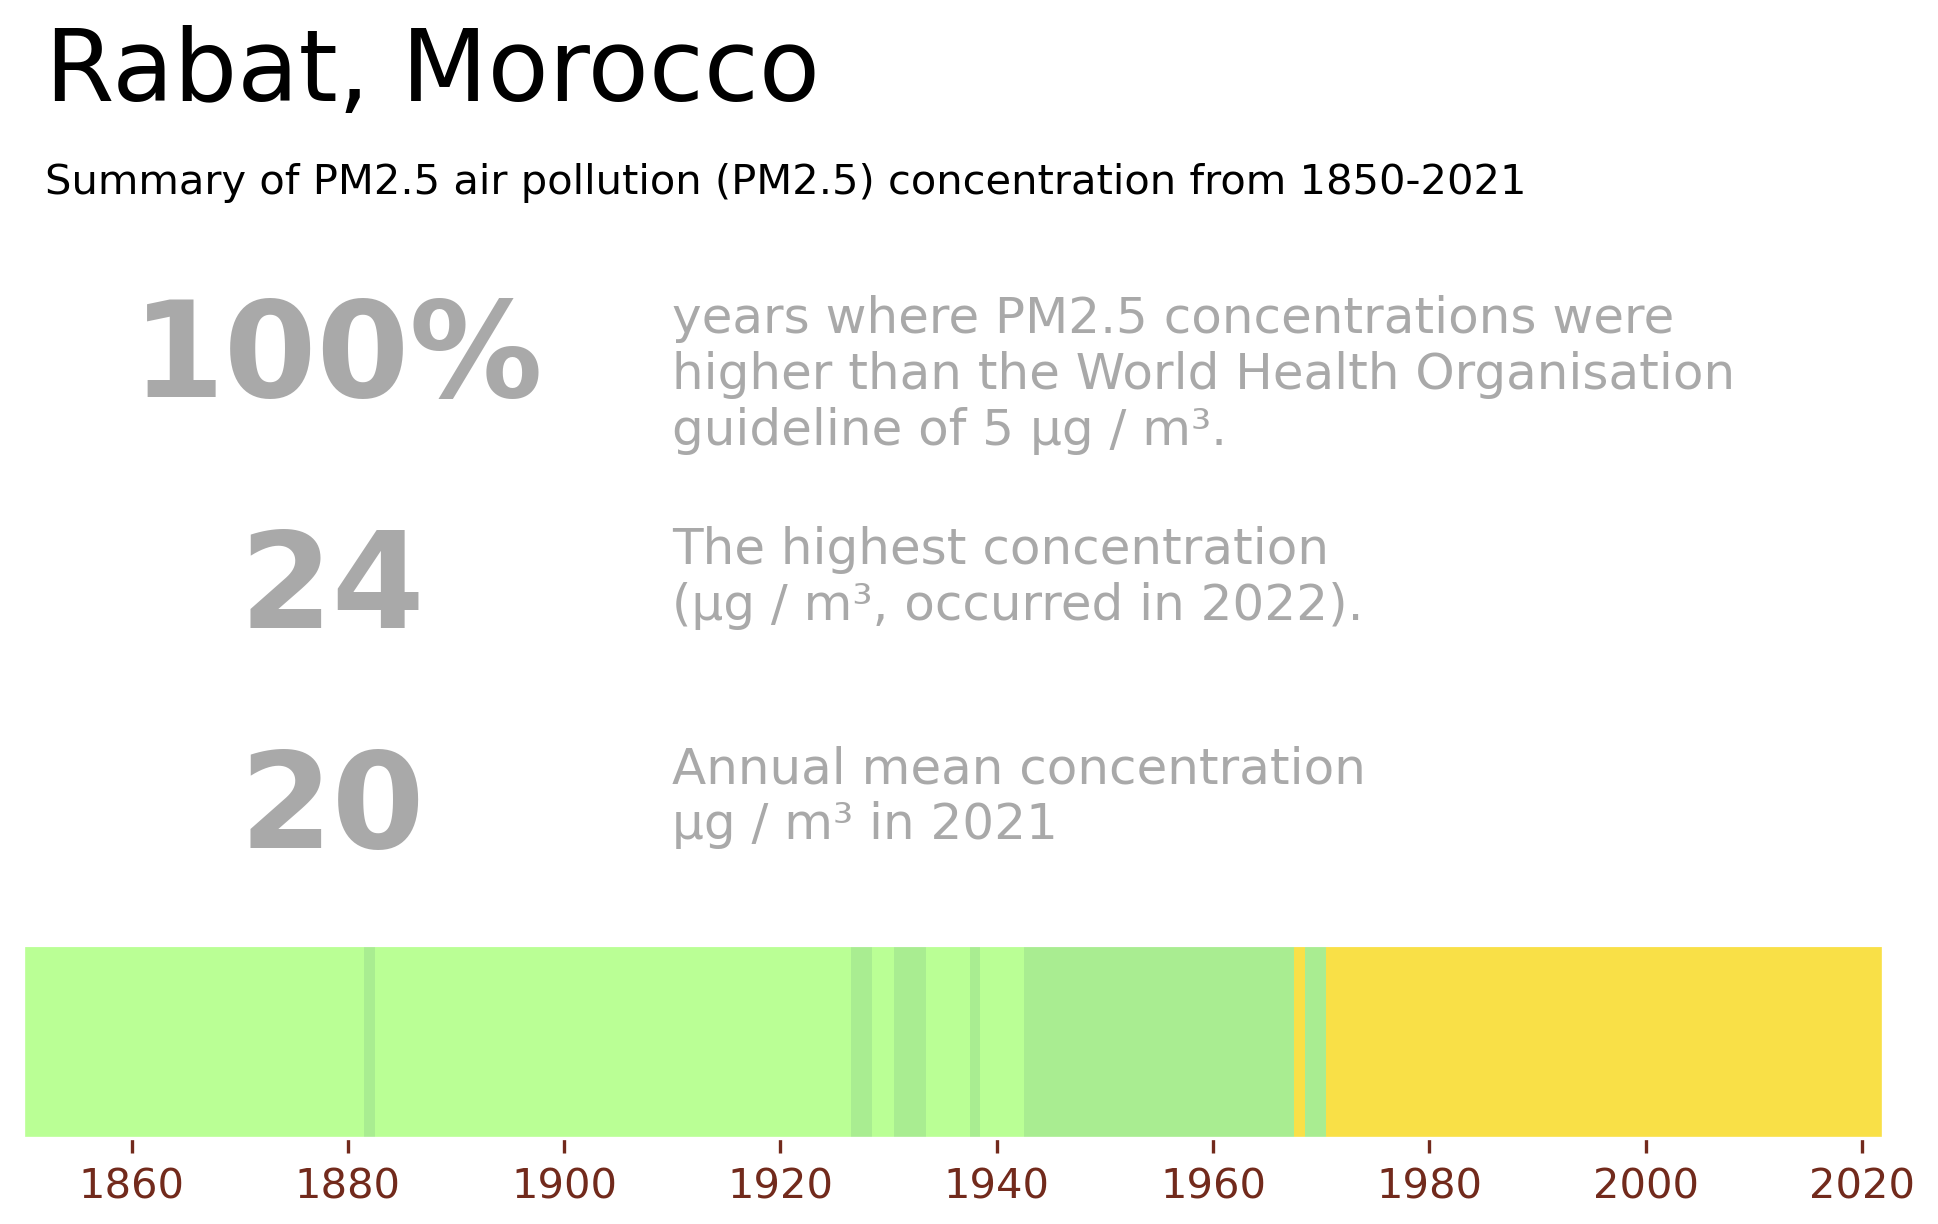 Rabat, Morocco
Summary of PM2.5 air pollution (PM2.5) concentration from 1850-2021
100%
years where PM2.5 concentrations were
higher than the World Health Organisation
guideline of 5 µg / m³.
24
The highest concentration
(µg / m³, occurred in 2022).
20
Annual mean concentration
µg / m³ in 2021
1860 1880 1900 1920 1940 1960 1980 2000 2020